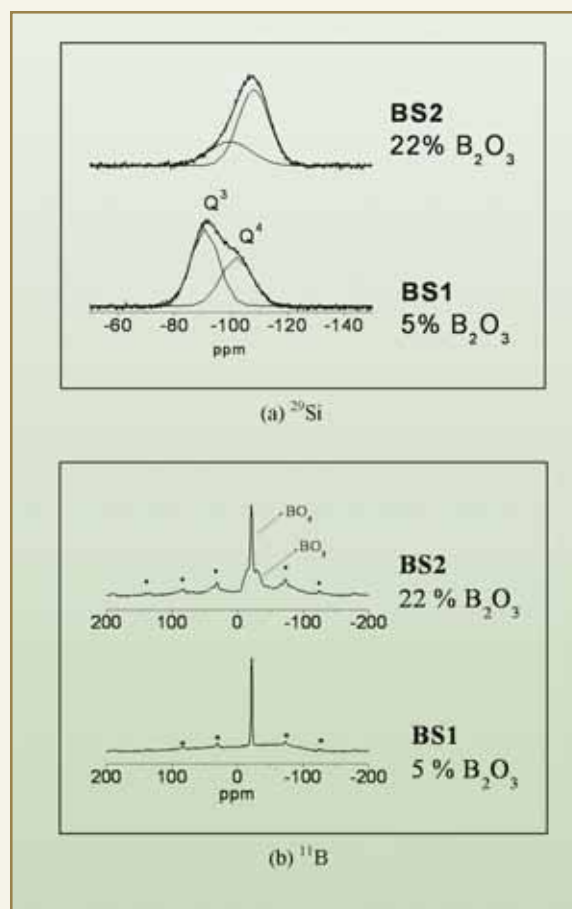 BS2
22% B₂O₃
Q³
Q⁴
BS1
5% B₂O₃
-60 -80 -100 -120 -140
ppm
(a) ²⁹Si
BO₄
BS2
22 % B₂O₃
200 100 0 -100 -200
BS1
5 % B₂O₃
200 100 0 -100 -200
ppm
(b) ¹¹B